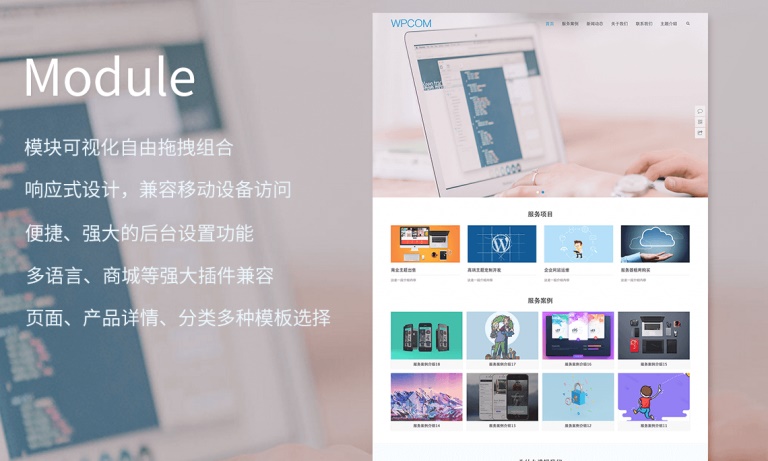 Module
模块可视化自由拖拽组合
响应式设计，兼容移动设备访问
便捷、强大的后台设置功能
多语言、商城等强大插件兼容
页面、产品详情、分类多种模板选择
WPCOM
首页 服务案例 新闻动态 关于我们 联系我们 主题介绍
服务项目
商业主题出售 高端主题定制开发 企业网站运维 服务器推荐购买
服务案例
服务案例介绍18 服务案例介绍17 服务案例介绍16 服务案例介绍15
服务案例介绍14 服务案例介绍13 服务案例介绍12 服务案例介绍11